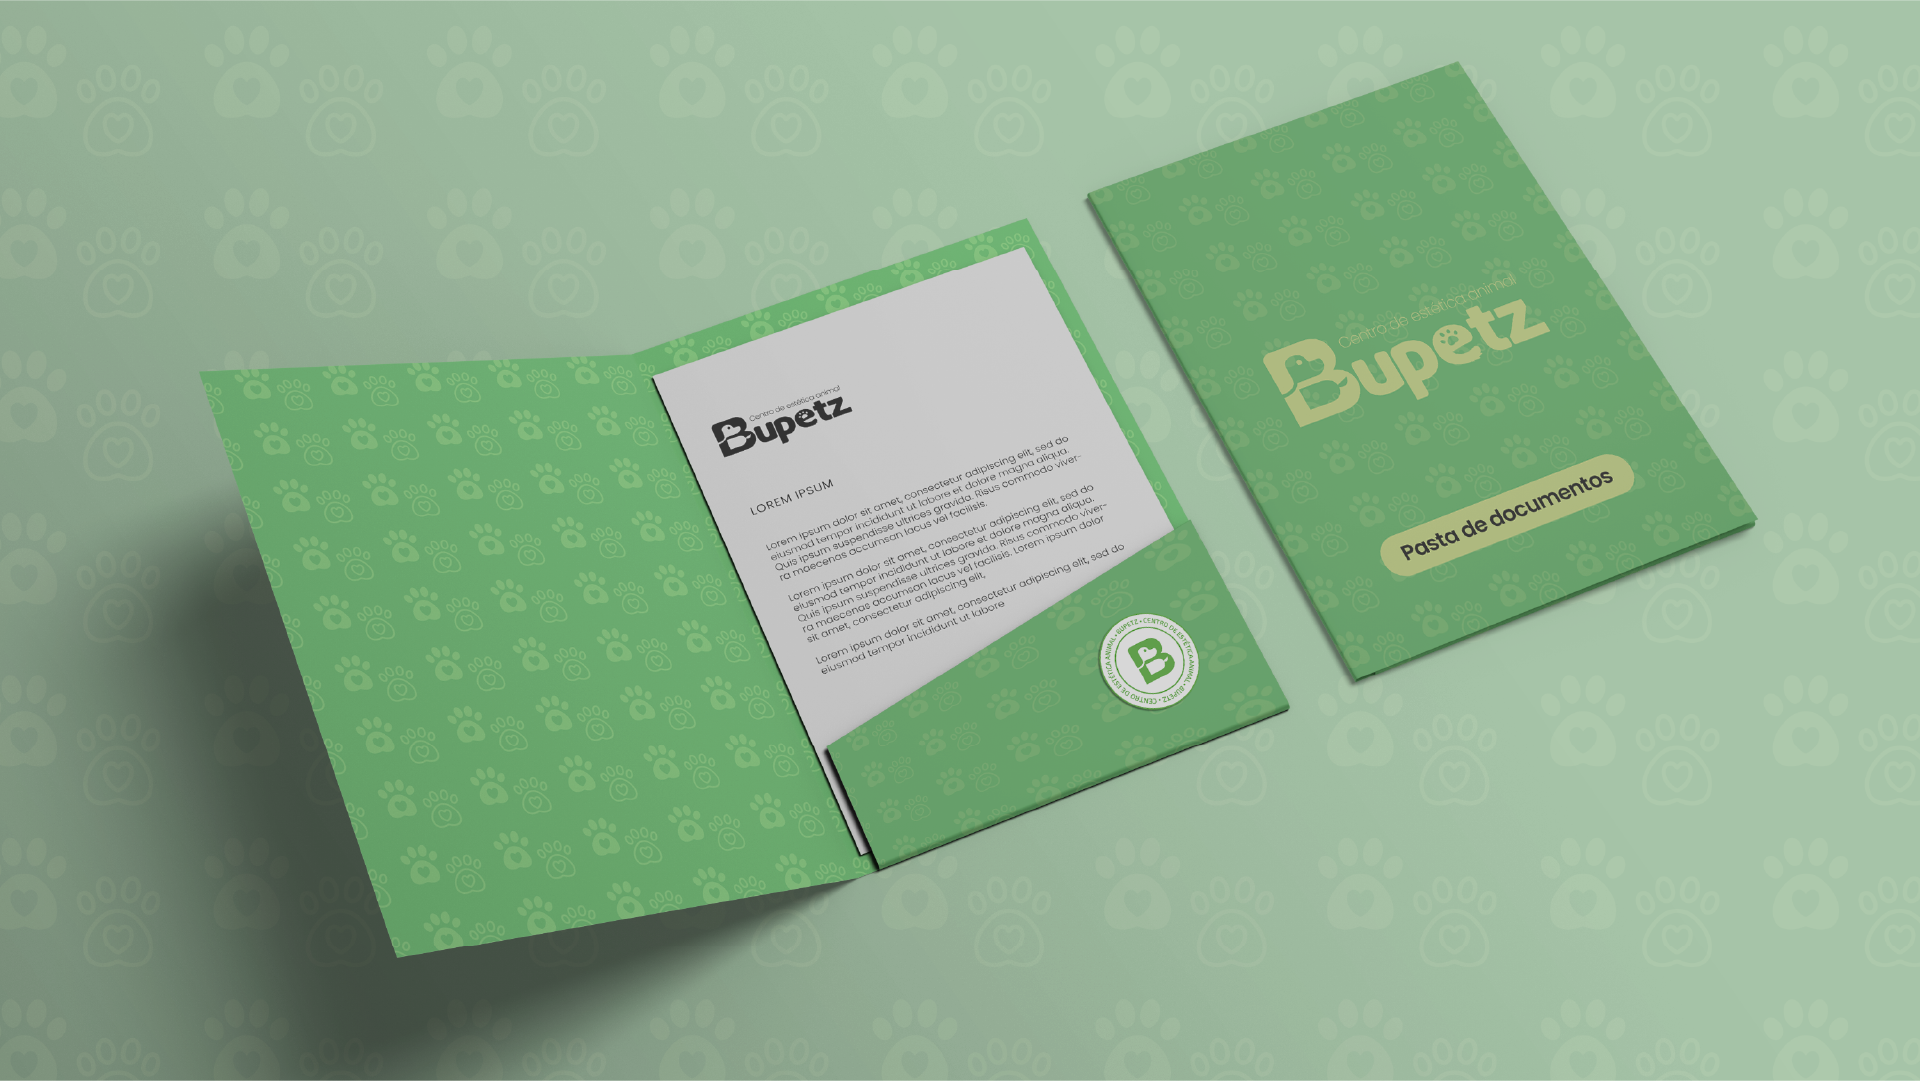 Centro de estética animal
Bupetz
LOREM IPSUM
Lorem ipsum dolor sit amet, consectetur adipiscing elit, sed do
eiusmod tempor incididunt ut labore et dolore magna aliqua.
Quis ipsum suspendisse ultrices gravida. Risus commodo viver-
ra maecenas accumsan lacus vel facilisis.
Lorem ipsum dolor sit amet, consectetur adipiscing elit, sed do
eiusmod tempor incididunt ut labore et dolore magna aliqua.
Quis ipsum suspendisse ultrices gravida. Risus commodo viver-
ra maecenas accumsan lacus vel facilisis. Lorem ipsum dolor
sit amet, consectetur adipiscing elit,
Lorem ipsum dolor sit amet, consectetur adipiscing elit, sed do
eiusmod tempor incididunt ut labore
BUPETZ • CENTRO DE ESTÉTICA ANIMAL • BUPETZ • CENTRO DE ESTÉTICA ANIMAL •
B
Centro de estética animal
Bupetz
Pasta de documentos